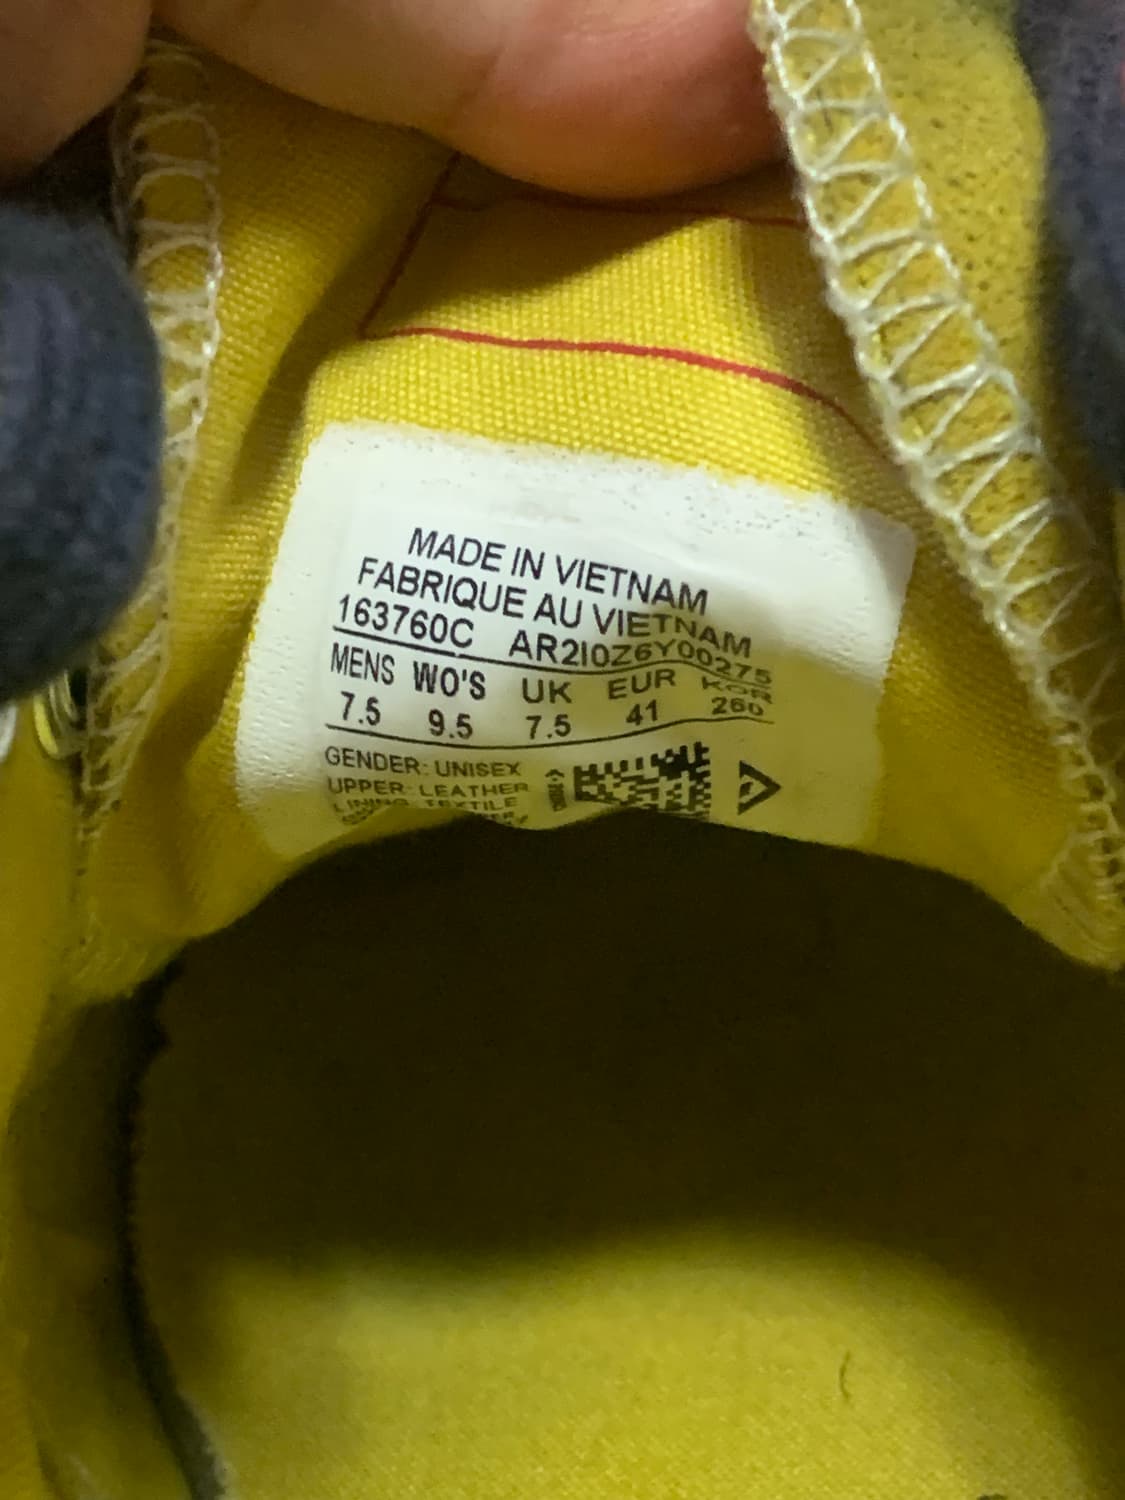 MADE IN VIETNAM
FABRIQUE AU VIETNAM
163760C AR2I0Z6Y00275
MENS WO'S UK EUR KOR
7.5 9.5 7.5 41 260
GENDER: UNISEX
UPPER: LEATHER
LINING TEXTILE